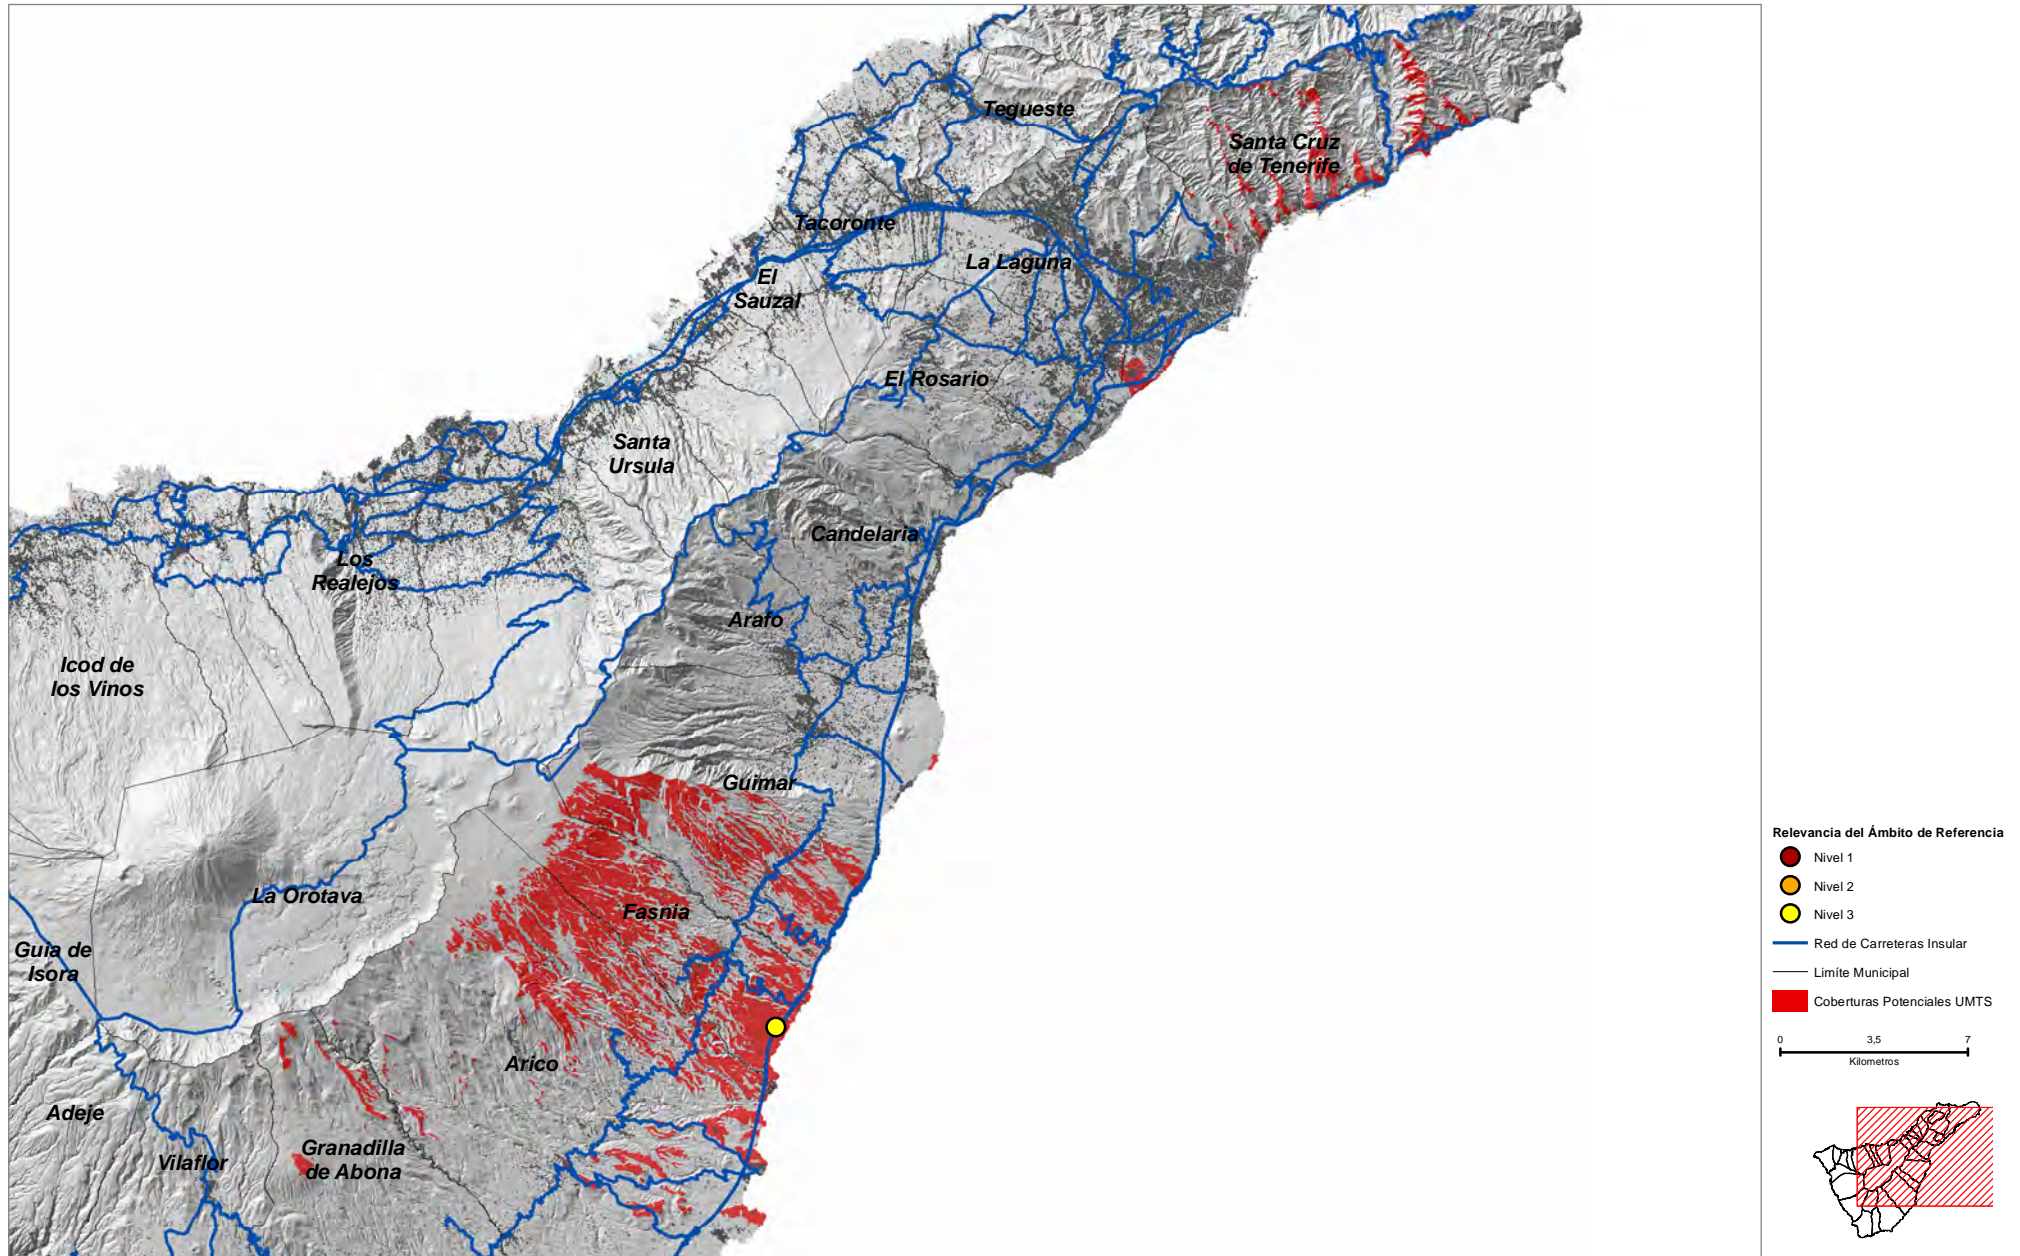 Tegueste
Santa Cruz
de Tenerife
Tacoronte
La Laguna
El
Sauzal
El Rosario
Santa
Ursula
Candelaria
Los
Realejos
Arafo
Icod de
los Vinos
Guimar
La Orotava
Fasnia
Guia de
Isora
Arico
Adeje
Vilaflor
Granadilla
de Abona
Relevancia del Ámbito de Referencia
Nivel 1
Nivel 2
Nivel 3
Red de Carreteras Insular
Limíte Municipal
Coberturas Potenciales UMTS
0 3,5 7
Kilometros